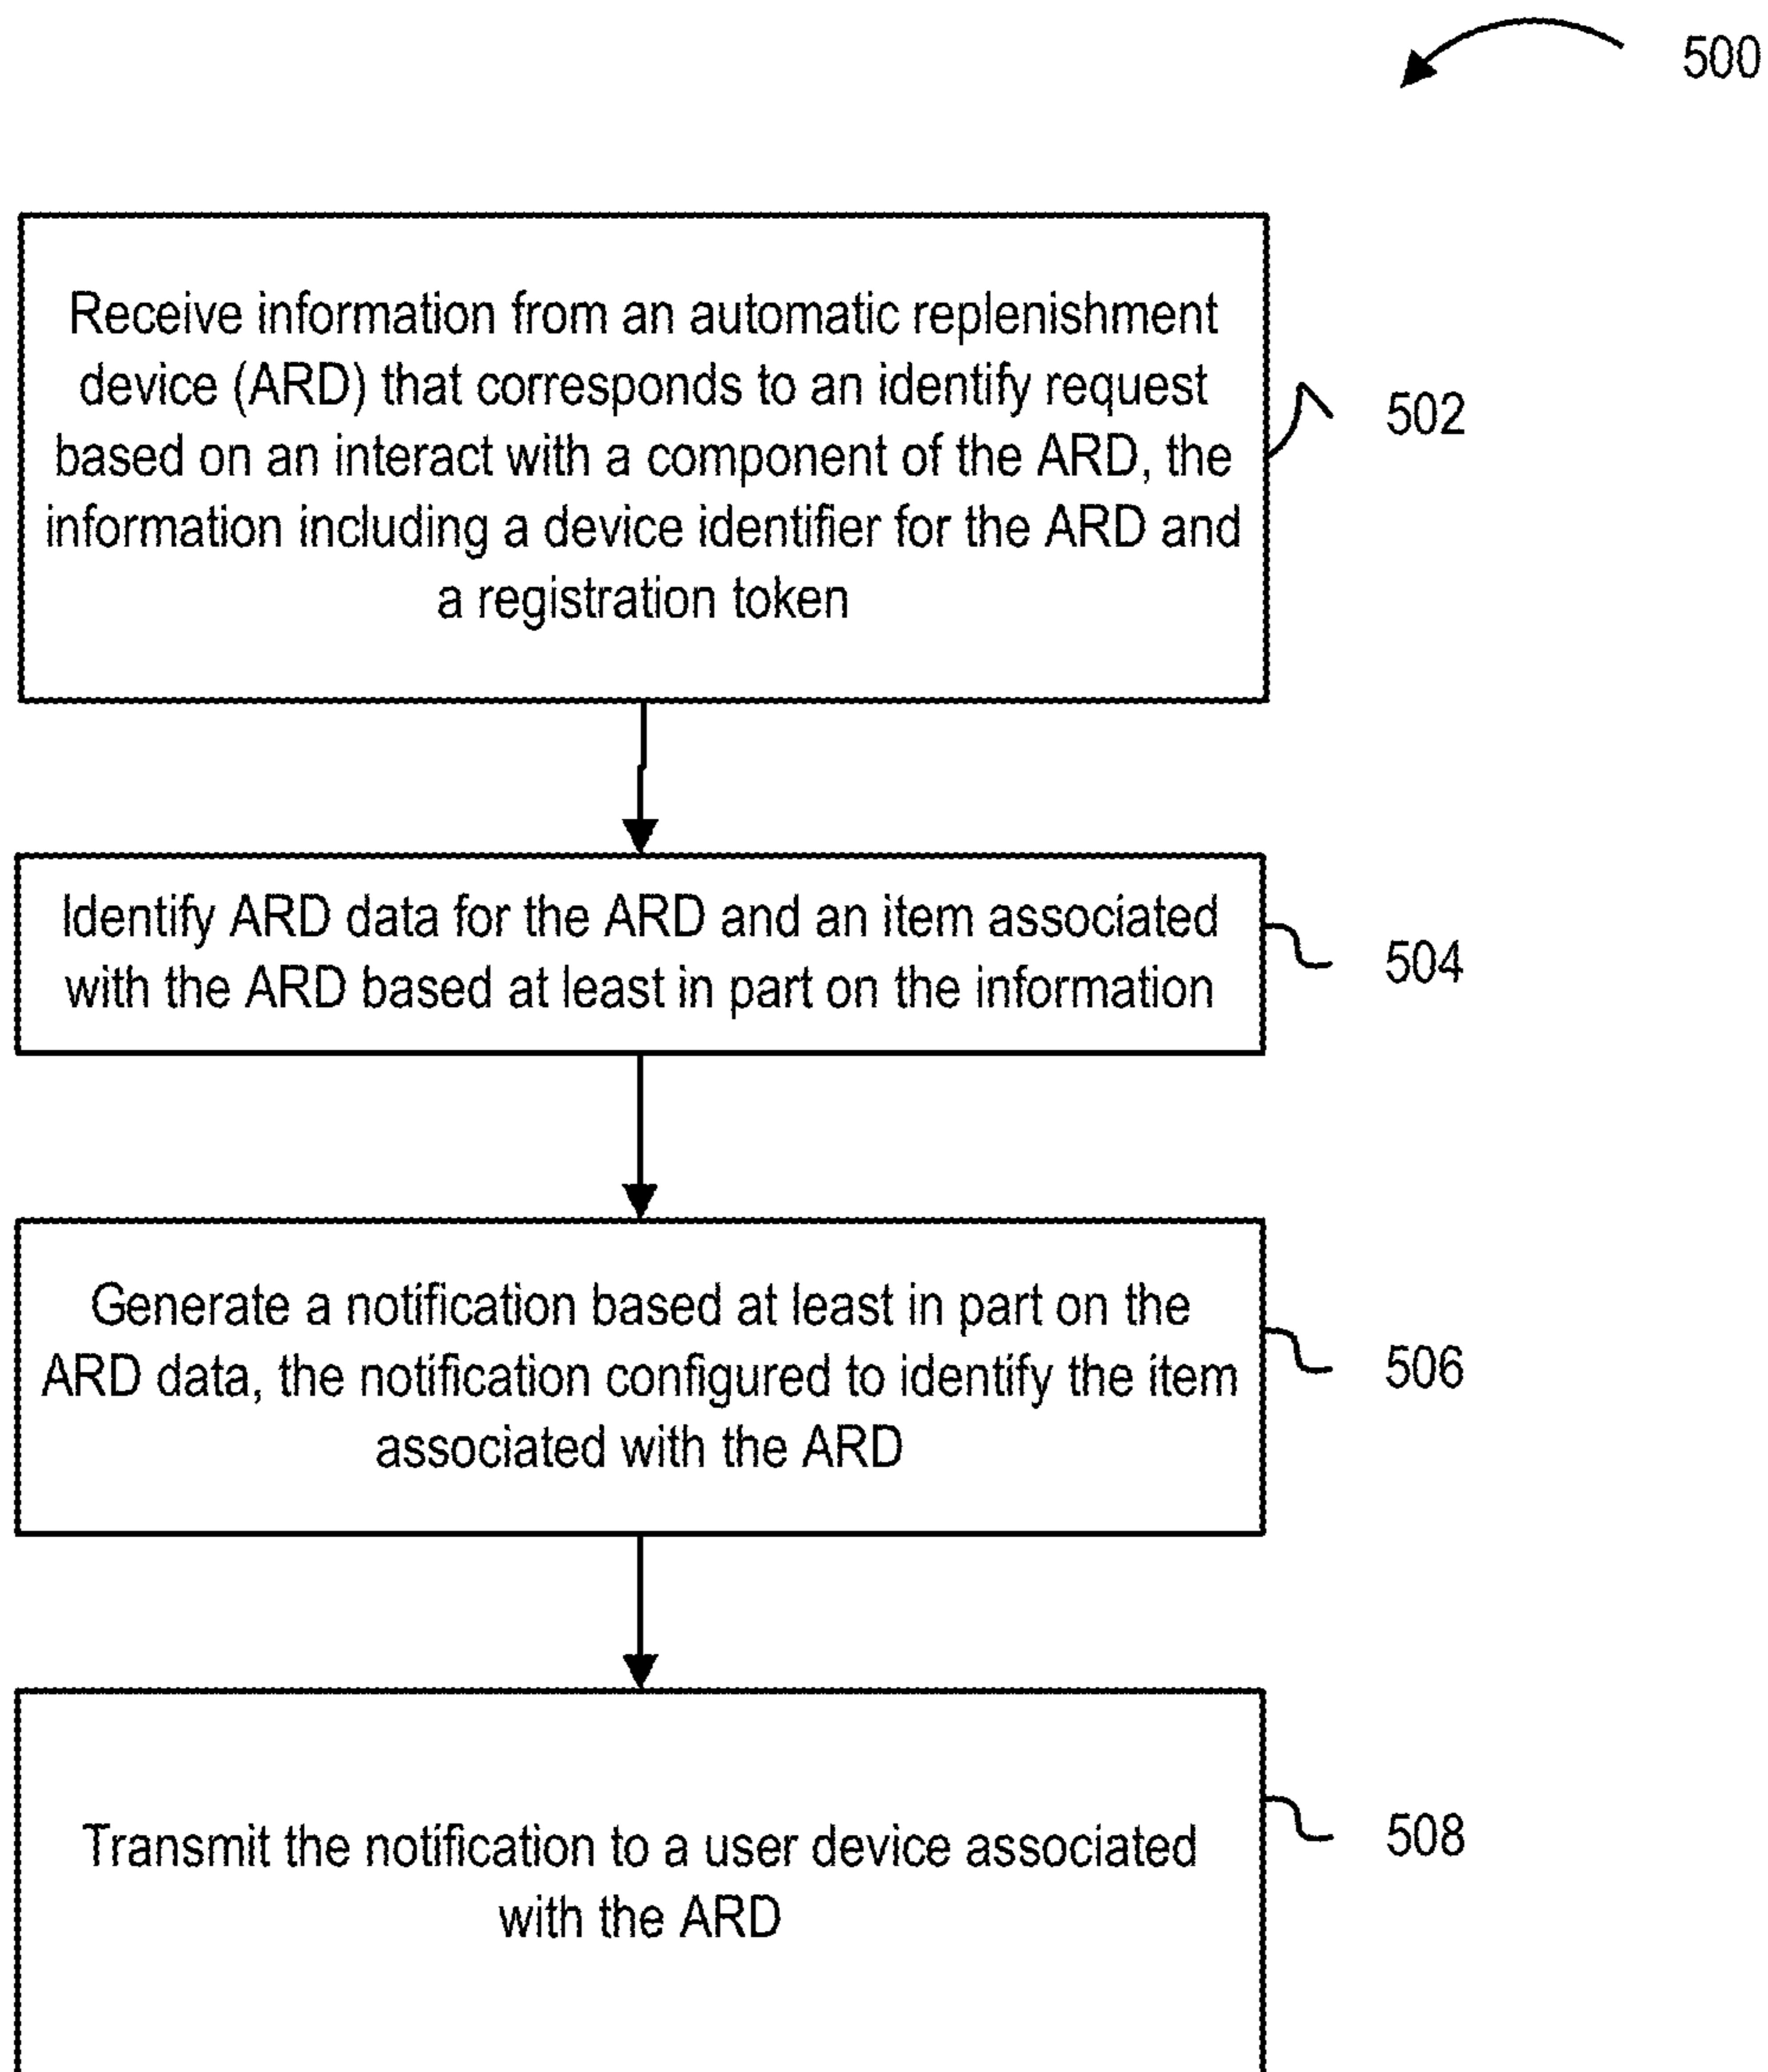 500
Receive information from an automatic replenishment
device (ARD) that corresponds to an identify request
based on an interact with a component of the ARD, the
information including a device identifier for the ARD and
a registration token
502
Identify ARD data for the ARD and an item associated
with the ARD based at least in part on the information
504
Generate a notification based at least in part on the
ARD data, the notification configured to identify the item
associated with the ARD
506
Transmit the notification to a user device associated
with the ARD
508